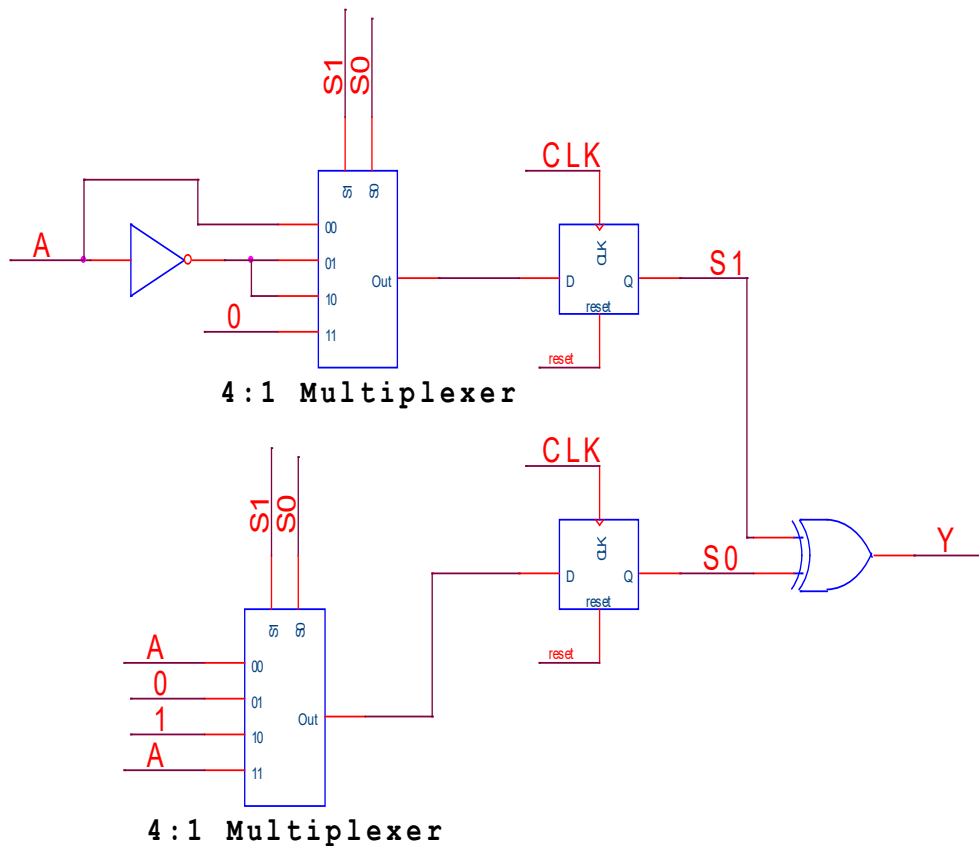 S1
S0
CLK
A
S1
S0
00
01
10
11
Out
0
CLK
D
Q
reset
reset
S1
4:1 Multiplexer
CLK
S1
S0
CLK
D
Q
reset
reset
S0
Y
S1
S0
A
0
1
A
00
01
10
11
Out
4:1 Multiplexer